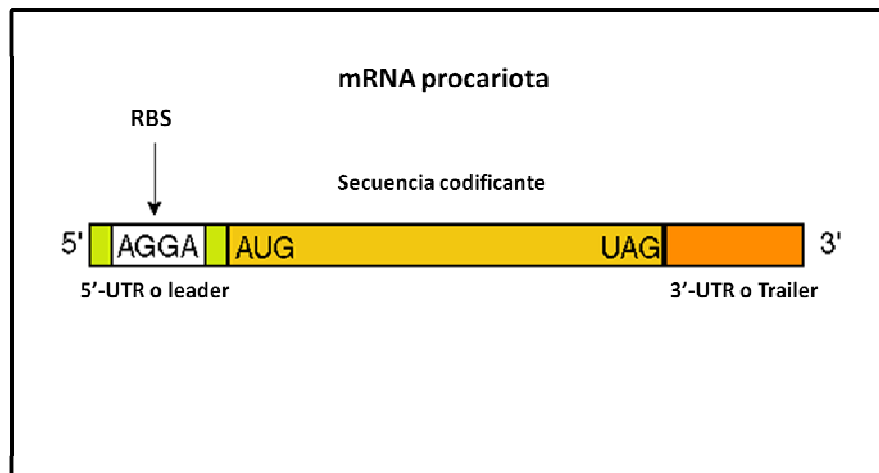 mRNA procariota
RBS
Secuencia codificante
5' AGGA AUG UAG 3'
5’-UTR o leader 3’-UTR o Trailer